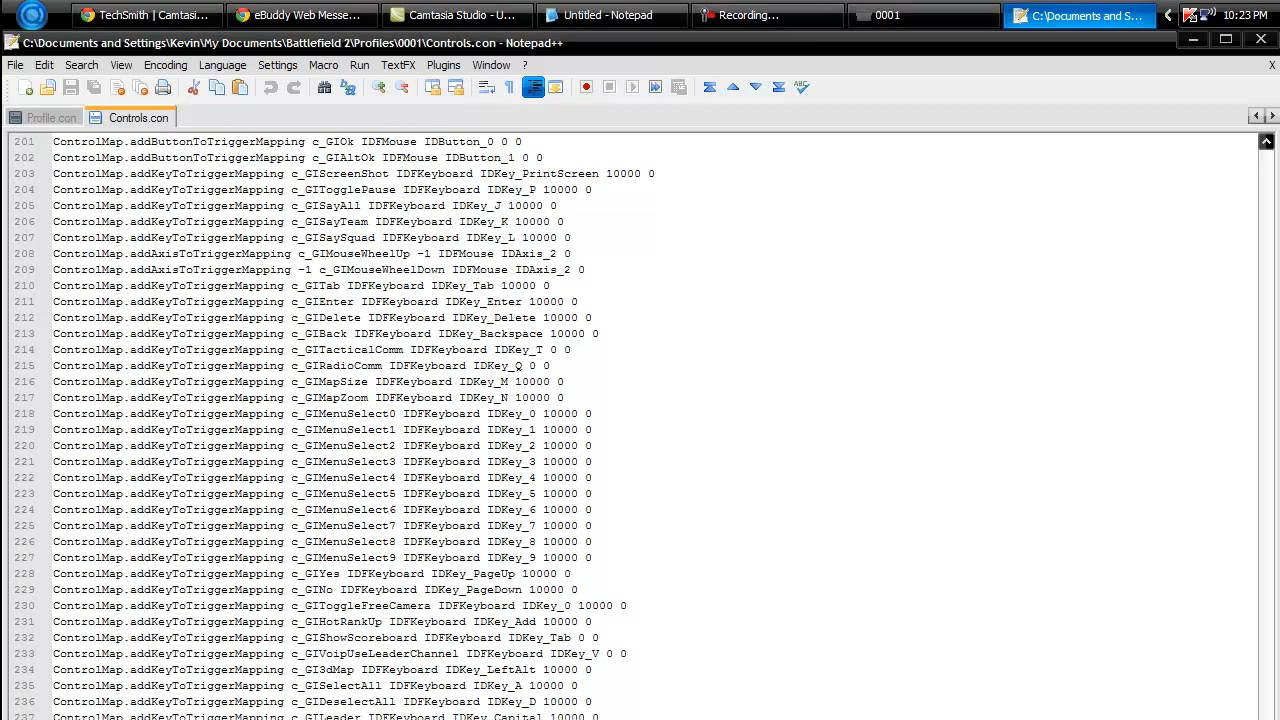 TechSmith | Camtasi...
eBuddy Web Messe...
Camtasia Studio - U...
Untitled - Notepad
Recording...
0001
C:\Documents and S...
10:23 PM
C:\Documents and Settings\Kevin\My Documents\Battlefield 2\Profiles\0001\Controls.con - Notepad++
File Edit Search View Encoding Language Settings Macro Run TextFX Plugins Window ? X
Profile.con Controls.con
201 ControlMap.addButtonToTriggerMapping c_GIOk IDFMouse IDButton_0 0 0
202 ControlMap.addButtonToTriggerMapping c_GIAltOk IDFMouse IDButton_1 0 0
203 ControlMap.addKeyToTriggerMapping c_GIScreenShot IDFKeyboard IDKey_PrintScreen 10000 0
204 ControlMap.addKeyToTriggerMapping c_GITogglePause IDFKeyboard IDKey_P 10000 0
205 ControlMap.addKeyToTriggerMapping c_GISayAll IDFKeyboard IDKey_J 10000 0
206 ControlMap.addKeyToTriggerMapping c_GISayTeam IDFKeyboard IDKey_K 10000 0
207 ControlMap.addKeyToTriggerMapping c_GISaySquad IDFKeyboard IDKey_L 10000 0
208 ControlMap.addAxisToTriggerMapping c_GIMouseWheelUp -1 IDFMouse IDAxis_2 0
209 ControlMap.addAxisToTriggerMapping -1 c_GIMouseWheelDown IDFMouse IDAxis_2 0
210 ControlMap.addKeyToTriggerMapping c_GITab IDFKeyboard IDKey_Tab 10000 0
211 ControlMap.addKeyToTriggerMapping c_GIEnter IDFKeyboard IDKey_Enter 10000 0
212 ControlMap.addKeyToTriggerMapping c_GIDelete IDFKeyboard IDKey_Delete 10000 0
213 ControlMap.addKeyToTriggerMapping c_GIBack IDFKeyboard IDKey_Backspace 10000 0
214 ControlMap.addKeyToTriggerMapping c_GITacticalComm IDFKeyboard IDKey_T 0 0
215 ControlMap.addKeyToTriggerMapping c_GIRadioComm IDFKeyboard IDKey_Q 0 0
216 ControlMap.addKeyToTriggerMapping c_GIMapSize IDFKeyboard IDKey_M 10000 0
217 ControlMap.addKeyToTriggerMapping c_GIMapZoom IDFKeyboard IDKey_N 10000 0
218 ControlMap.addKeyToTriggerMapping c_GIMenuSelect0 IDFKeyboard IDKey_0 10000 0
219 ControlMap.addKeyToTriggerMapping c_GIMenuSelect1 IDFKeyboard IDKey_1 10000 0
220 ControlMap.addKeyToTriggerMapping c_GIMenuSelect2 IDFKeyboard IDKey_2 10000 0
221 ControlMap.addKeyToTriggerMapping c_GIMenuSelect3 IDFKeyboard IDKey_3 10000 0
222 ControlMap.addKeyToTriggerMapping c_GIMenuSelect4 IDFKeyboard IDKey_4 10000 0
223 ControlMap.addKeyToTriggerMapping c_GIMenuSelect5 IDFKeyboard IDKey_5 10000 0
224 ControlMap.addKeyToTriggerMapping c_GIMenuSelect6 IDFKeyboard IDKey_6 10000 0
225 ControlMap.addKeyToTriggerMapping c_GIMenuSelect7 IDFKeyboard IDKey_7 10000 0
226 ControlMap.addKeyToTriggerMapping c_GIMenuSelect8 IDFKeyboard IDKey_8 10000 0
227 ControlMap.addKeyToTriggerMapping c_GIMenuSelect9 IDFKeyboard IDKey_9 10000 0
228 ControlMap.addKeyToTriggerMapping c_GIYes IDFKeyboard IDKey_PageUp 10000 0
229 ControlMap.addKeyToTriggerMapping c_GINo IDFKeyboard IDKey_PageDown 10000 0
230 ControlMap.addKeyToTriggerMapping c_GIToggleFreeCamera IDFKeyboard IDKey_0 10000 0
231 ControlMap.addKeyToTriggerMapping c_GIHotRankUp IDFKeyboard IDKey_Add 10000 0
232 ControlMap.addKeyToTriggerMapping c_GIShowScoreboard IDFKeyboard IDKey_Tab 0 0
233 ControlMap.addKeyToTriggerMapping c_GIVoipUseLeaderChannel IDFKeyboard IDKey_V 0 0
234 ControlMap.addKeyToTriggerMapping c_GI3dMap IDFKeyboard IDKey_LeftAlt 10000 0
235 ControlMap.addKeyToTriggerMapping c_GISelectAll IDFKeyboard IDKey_A 10000 0
236 ControlMap.addKeyToTriggerMapping c_GIDeselectAll IDFKeyboard IDKey_D 10000 0
237 ControlMap.addKeyToTriggerMapping c_GILeader IDFKeyboard IDKey_Capital 10000 0